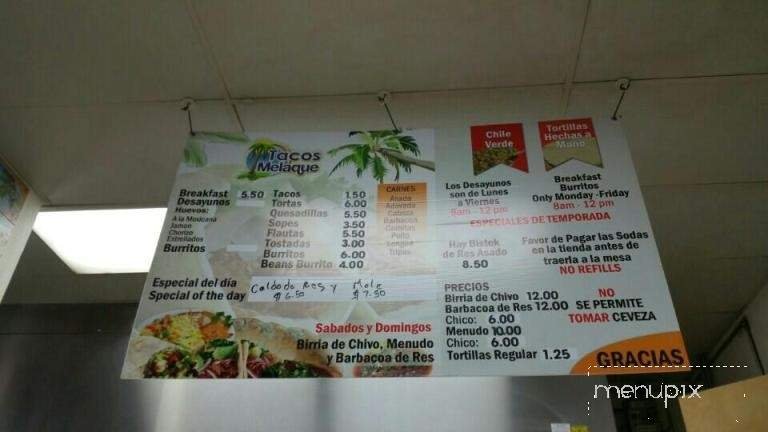 Tacos
Melaque
Breakfast 5.50
Desayunos
Huevos:
A la Mexicana
Jamon
Chorizo
Estrellados
Burritos
Tacos 1.50
Tortas 6.00
Quesadillas 5.50
Sopes 3.50
Flautas 5.50
Tostadas 3.00
Burritos 6.00
Beans Burrito 4.00
CARNES
Asada
Adovada
Cabeza
Barbacoa
Carnitas
Pollo
Lengua
Tripas
Especial del día
Special of the day
Caldo de Res y Mole
$6.50 $7.50
Sabados y Domingos
Birria de Chivo, Menudo
y Barbacoa de Res
Chile
Verde
Tortillas
Hechas a
Mano
Los Desayunos
son de Lunes
a Viernes
8am - 12 pm
Breakfast
Burritos
Only Monday -Friday
8am - 12 pm
ESPECIALES DE TEMPORADA
Hay Bistek
de Res Asado
8.50
Favor de Pagar las Sodas
en la tienda antes de
traerla a la mesa
NO REFILLS
PRECIOS
Birria de Chivo 12.00
Barbacoa de Res 12.00
Chico: 6.00
Menudo 10.00
Chico: 6.00
Tortillas Regular 1.25
NO
SE PERMITE
TOMAR CEVEZA
GRACIAS
menupix